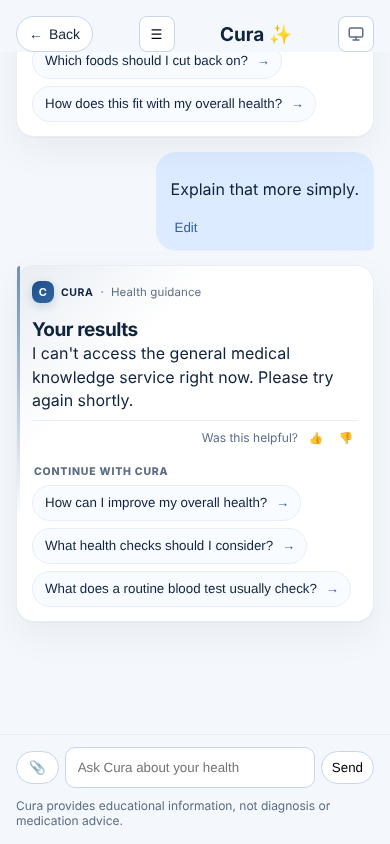 ← Back
☰
Cura ✨
Which foods should I cut back on? →
How does this fit with my overall health? →
Explain that more simply.
Edit
C CURA · Health guidance
Your results
I can't access the general medical
knowledge service right now. Please try
again shortly.
Was this helpful? 👍 👎
CONTINUE WITH CURA
How can I improve my overall health? →
What health checks should I consider? →
What does a routine blood test usually check? →
📎 Ask Cura about your health Send
Cura provides educational information, not diagnosis or
medication advice.